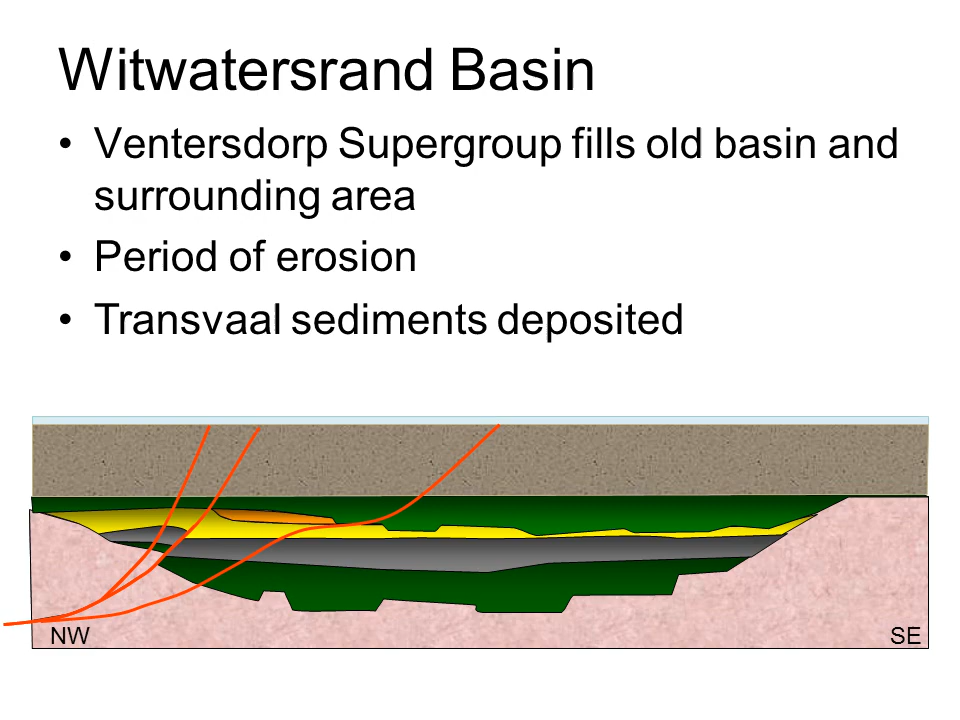 Witwatersrand Basin
• Ventersdorp Supergroup fills old basin and
surrounding area
• Period of erosion
• Transvaal sediments deposited
NW
SE